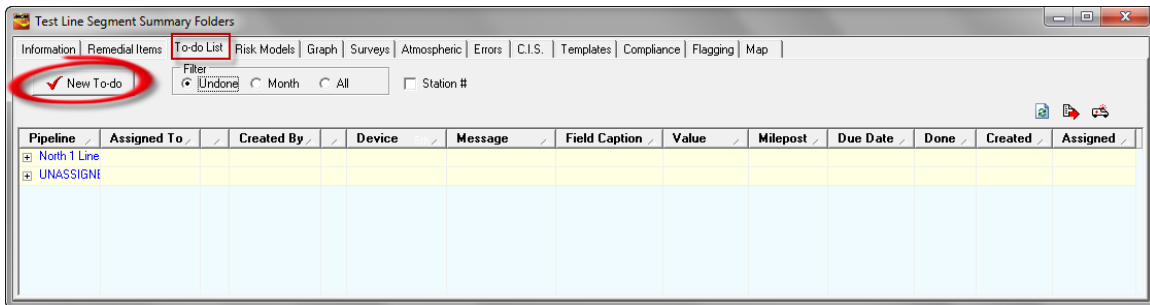 Test Line Segment Summary Folders
Information Remedial Items To-do List Risk Models Graph Surveys Atmospheric Errors C.I.S. Templates Compliance Flagging Map
New To-do Filter Undone Month All Station #
Pipeline Assigned To Created By Device Message Field Caption Value Milepost Due Date Done Created Assigned
North 1 Line
UNASSIGNE